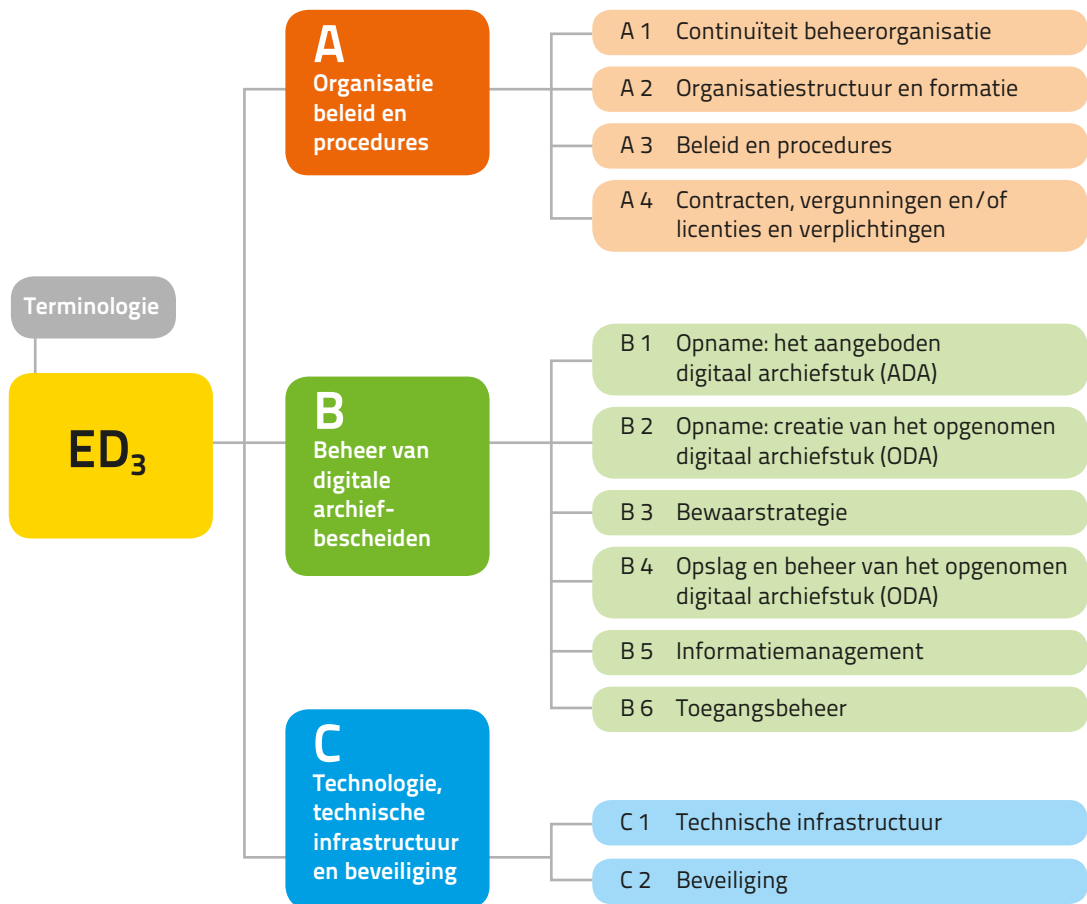 Terminologie
ED₃
A
Organisatie
beleid en
procedures
A 1 Continuïteit beheerorganisatie
A 2 Organisatiestructuur en formatie
A 3 Beleid en procedures
A 4 Contracten, vergunningen en/of
licenties en verplichtingen
B
Beheer van
digitale
archief-
bescheiden
B 1 Opname: het aangeboden
digitaal archiefstuk (ADA)
B 2 Opname: creatie van het opgenomen
digitaal archiefstuk (ODA)
B 3 Bewaarstrategie
B 4 Opslag en beheer van het opgenomen
digitaal archiefstuk (ODA)
B 5 Informatiemanagement
B 6 Toegangsbeheer
C
Technologie,
technische
infrastructuur
en beveiliging
C 1 Technische infrastructuur
C 2 Beveiliging